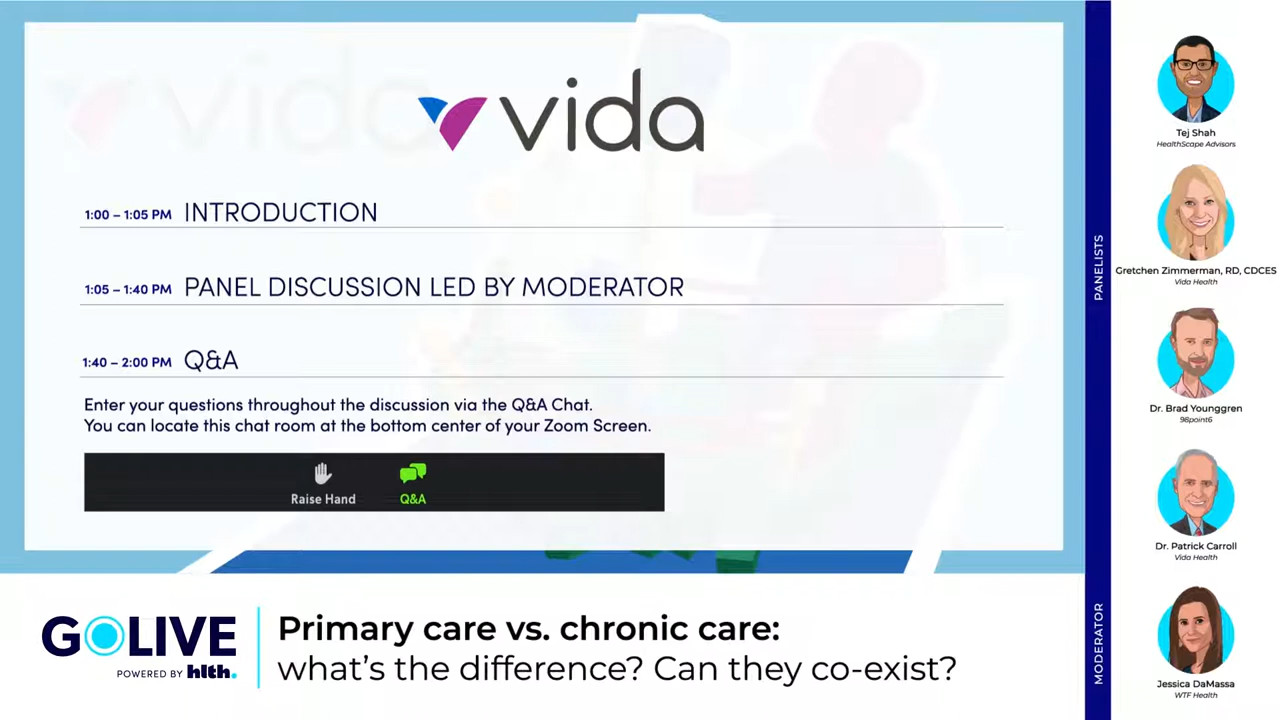 vida
1:00 – 1:05 PM INTRODUCTION
1:05 – 1:40 PM PANEL DISCUSSION LED BY MODERATOR
1:40 – 2:00 PM Q&A
Enter your questions throughout the discussion via the Q&A Chat.
You can locate this chat room at the bottom center of your Zoom Screen.
Raise Hand Q&A
GOLIVE
POWERED BY hlth.
Primary care vs. chronic care:
what's the difference? Can they co-exist?
PANELISTS
Tej Shah
HealthScape Advisors
Gretchen Zimmerman, RD, CDCES
Vida Health
Dr. Brad Younggren
98point6
Dr. Patrick Carroll
Vida Health
MODERATOR
Jessica DaMassa
WTF Health